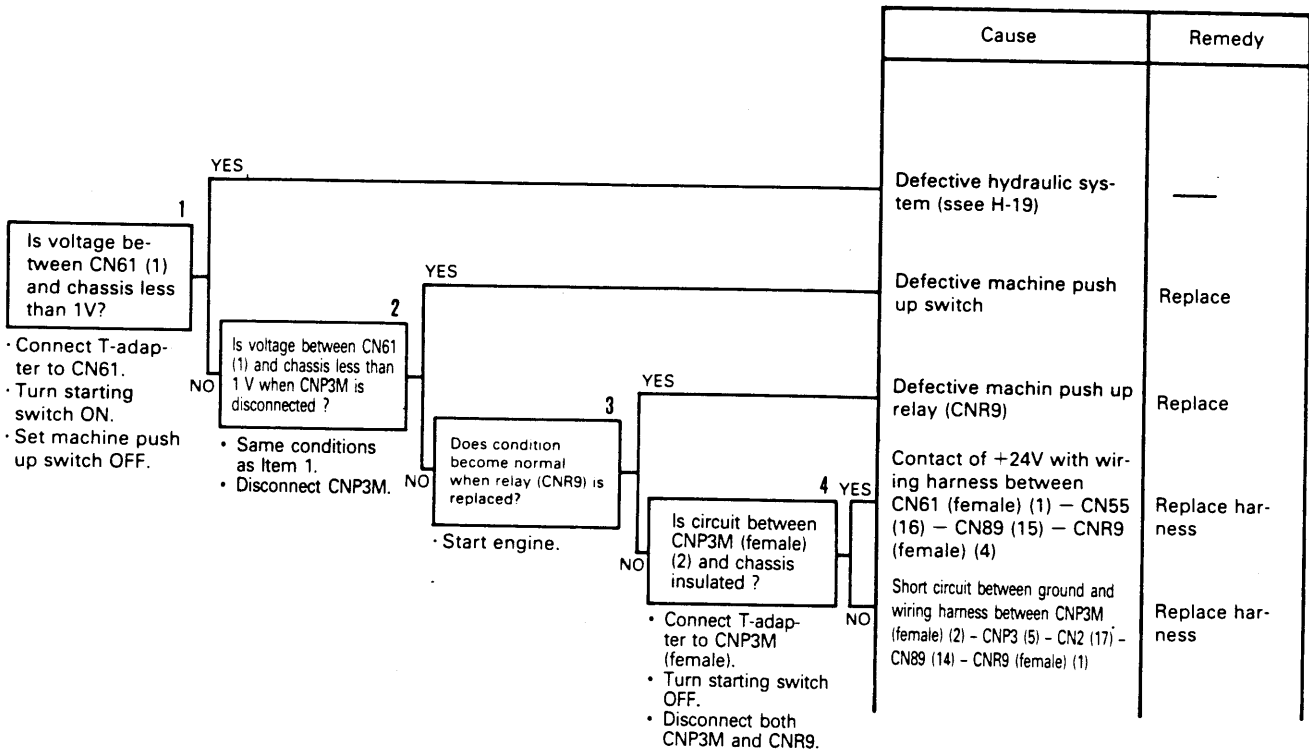 Cause
Remedy
YES
Defective hydraulic sys-
tem (ssee H-19)
1
Is voltage be-
tween CN61 (1)
and chassis less
than 1V?
· Connect T-adap-
ter to CN61.
· Turn starting
switch ON.
· Set machine push
up switch OFF.
NO
YES
Defective machine push
up switch
Replace
2
Is voltage between CN61
(1) and chassis less than
1 V when CNP3M is
disconnected ?
• Same conditions
as Item 1.
• Disconnect CNP3M.
NO
YES
Defective machin push up
relay (CNR9)
Replace
3
Does condition
become normal
when relay (CNR9) is
replaced?
· Start engine.
NO
4
YES
Contact of +24V with wir-
ing harness between
CN61 (female) (1) — CN55
(16) — CN89 (15) — CNR9
(female) (4)
Replace har-
ness
Is circuit between
CNP3M (female)
(2) and chassis
insulated ?
• Connect T-adap-
ter to CNP3M
(female).
• Turn starting switch
OFF.
• Disconnect both
CNP3M and CNR9.
NO
Short circuit between ground and
wiring harness between CNP3M
(female) (2) – CNP3 (5) – CN2 (17) –
CN89 (14) – CNR9 (female) (1)
Replace har-
ness